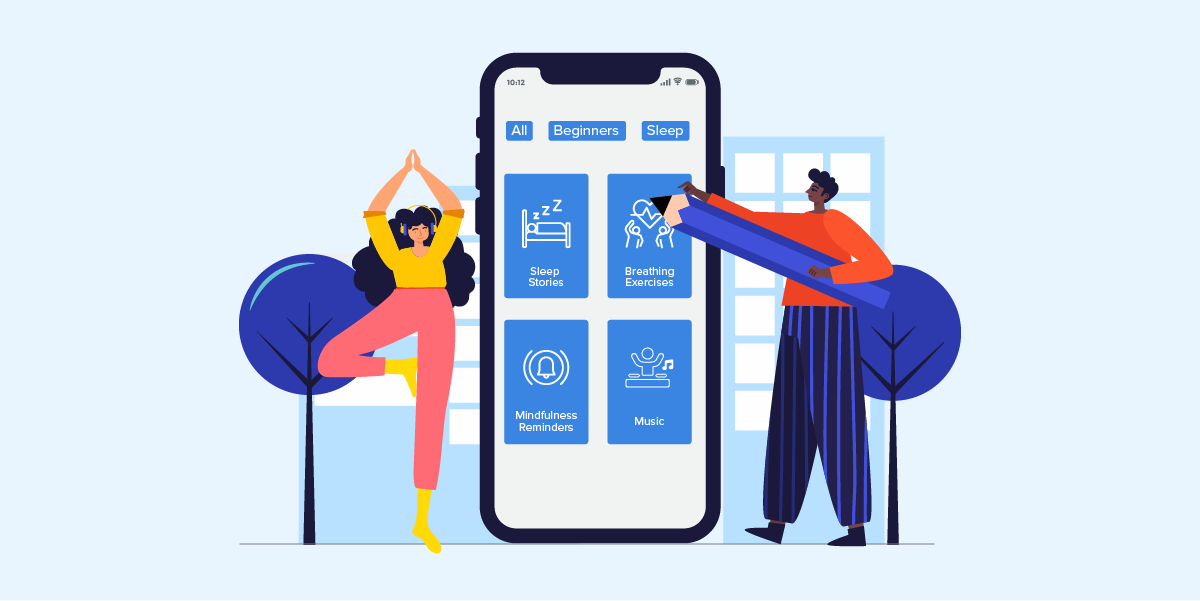 10:12
All Beginners Sleep
z z Z
Sleep
Stories
Breathing
Exercises
Mindfulness
Reminders
Music